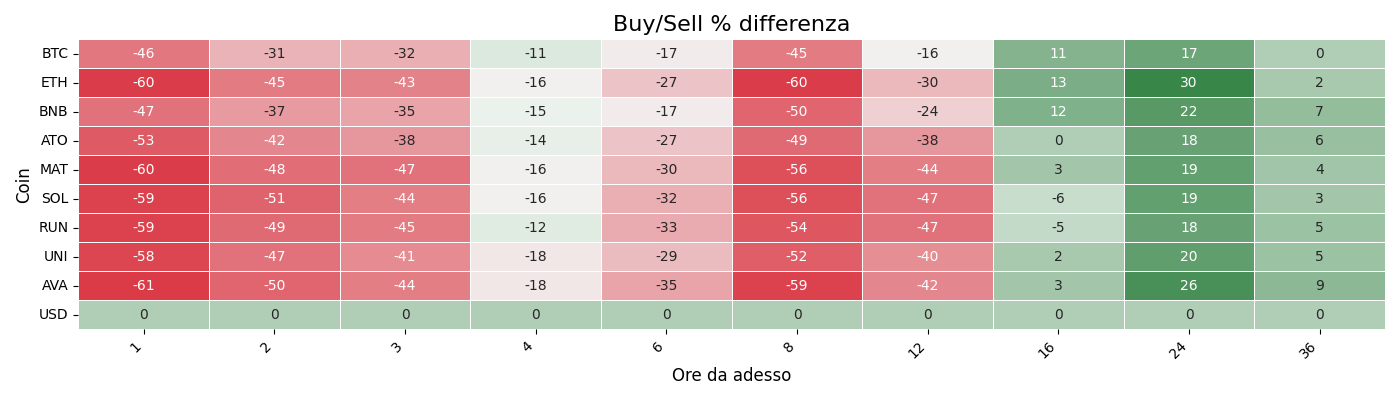 Buy/Sell % differenza
Coin
BTC -46 -31 -32 -11 -17 -45 -16 11 17 0
ETH -60 -45 -43 -16 -27 -60 -30 13 30 2
BNB -47 -37 -35 -15 -17 -50 -24 12 22 7
ATO -53 -42 -38 -14 -27 -49 -38 0 18 6
MAT -60 -48 -47 -16 -30 -56 -44 3 19 4
SOL -59 -51 -44 -16 -32 -56 -47 -6 19 3
RUN -59 -49 -45 -12 -33 -54 -47 -5 18 5
UNI -58 -47 -41 -18 -29 -52 -40 2 20 5
AVA -61 -50 -44 -18 -35 -59 -42 3 26 9
USD 0 0 0 0 0 0 0 0 0 0
1 2 3 4 6 8 12 16 24 36
Ore da adesso